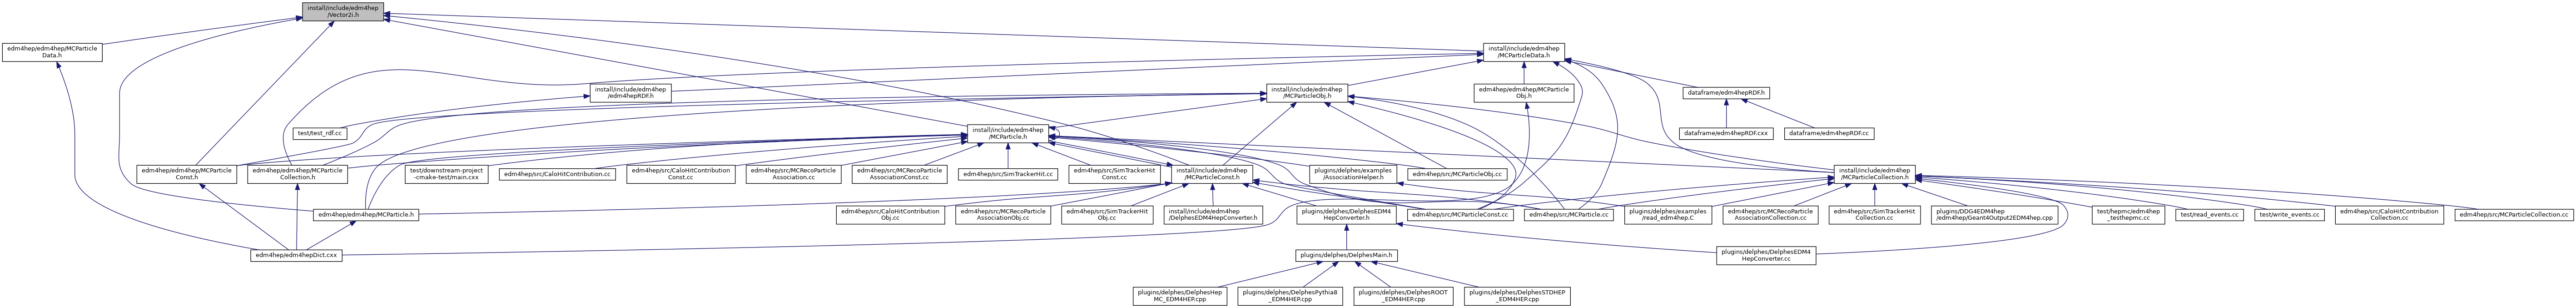 install/include/edm4hep
/Vector2i.h
edm4hep/edm4hep/MCParticle
Data.h
install/include/edm4hep
/MCParticleData.h
install/include/edm4hep
/edm4hepRDF.h
install/include/edm4hep
/MCParticleObj.h
edm4hep/edm4hep/MCParticle
Obj.h
dataframe/edm4hepRDF.h
test/test_rdf.cc
install/include/edm4hep
/MCParticle.h
dataframe/edm4hepRDF.cxx
dataframe/edm4hepRDF.cc
edm4hep/edm4hep/MCParticle
Const.h
edm4hep/edm4hep/MCParticle
Collection.h
test/downstream-project
-cmake-test/main.cxx
edm4hep/src/CaloHitContribution.cc
edm4hep/src/CaloHitContribution
Const.cc
edm4hep/src/MCRecoParticle
Association.cc
edm4hep/src/MCRecoParticle
AssociationConst.cc
edm4hep/src/SimTrackerHit.cc
edm4hep/src/SimTrackerHit
Const.cc
install/include/edm4hep
/MCParticleConst.h
plugins/delphes/examples
/AssociationHelper.h
edm4hep/src/MCParticleObj.cc
install/include/edm4hep
/MCParticleCollection.h
edm4hep/edm4hep/MCParticle.h
edm4hep/src/CaloHitContribution
Obj.cc
edm4hep/src/MCRecoParticle
AssociationObj.cc
edm4hep/src/SimTrackerHit
Obj.cc
install/include/edm4hep
/DelphesEDM4HepConverter.h
plugins/delphes/DelphesEDM4
HepConverter.h
edm4hep/src/MCParticleConst.cc
edm4hep/src/MCParticle.cc
plugins/delphes/examples
/read_edm4hep.C
edm4hep/src/MCRecoParticle
AssociationCollection.cc
edm4hep/src/SimTrackerHit
Collection.cc
plugins/DDG4EDM4hep
/edm4hep/Geant4Output2EDM4hep.cpp
test/hepmc/edm4hep
_testhepmc.cc
test/read_events.cc
test/write_events.cc
edm4hep/src/CaloHitContribution
Collection.cc
edm4hep/src/MCParticleCollection.cc
edm4hep/edm4hepDict.cxx
plugins/delphes/DelphesMain.h
plugins/delphes/DelphesEDM4
HepConverter.cc
plugins/delphes/DelphesHep
MC_EDM4HEP.cpp
plugins/delphes/DelphesPythia8
_EDM4HEP.cpp
plugins/delphes/DelphesROOT
_EDM4HEP.cpp
plugins/delphes/DelphesSTDHEP
_EDM4HEP.cpp